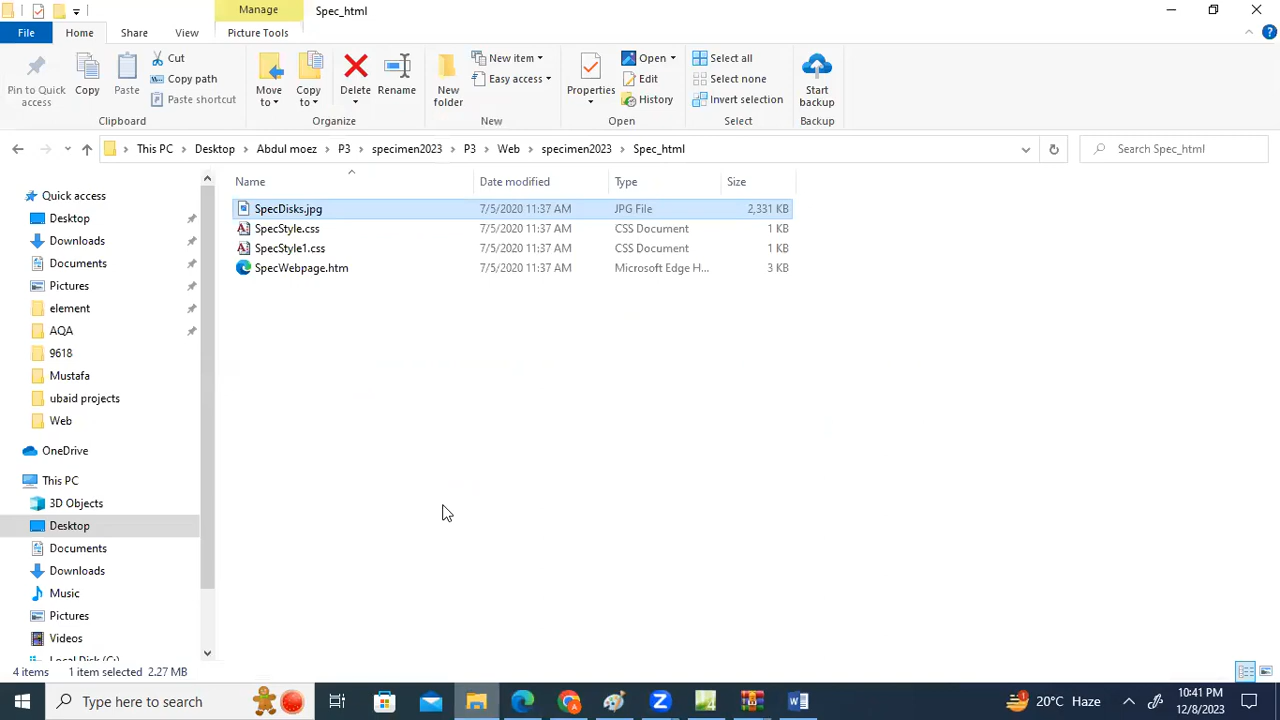 Manage
Spec_html
File
Home
Share
View
Picture Tools
Pin to Quick
access
Copy
Paste
Cut
Copy path
Paste shortcut
Clipboard
Move
to
Copy
to
Delete
Rename
Organize
New
folder
New item
Easy access
New
Properties
Open
Edit
History
Open
Select all
Select none
Invert selection
Select
Start
backup
Backup
This PC > Desktop > Abdul moez > P3 > specimen2023 > P3 > Web > specimen2023 > Spec_html
Search Spec_html
Name
Date modified
Type
Size
SpecDisks.jpg 7/5/2020 11:37 AM JPG File 2,331 KB
SpecStyle.css 7/5/2020 11:37 AM CSS Document 1 KB
SpecStyle1.css 7/5/2020 11:37 AM CSS Document 1 KB
SpecWebpage.htm 7/5/2020 11:37 AM Microsoft Edge H... 3 KB
Quick access
Desktop
Downloads
Documents
Pictures
element
AQA
9618
Mustafa
ubaid projects
Web
OneDrive
This PC
3D Objects
Desktop
Documents
Downloads
Music
Pictures
Videos
Local Disk (C:)
4 items 1 item selected 2.27 MB
Type here to search
20°C Haze
10:41 PM
12/8/2023